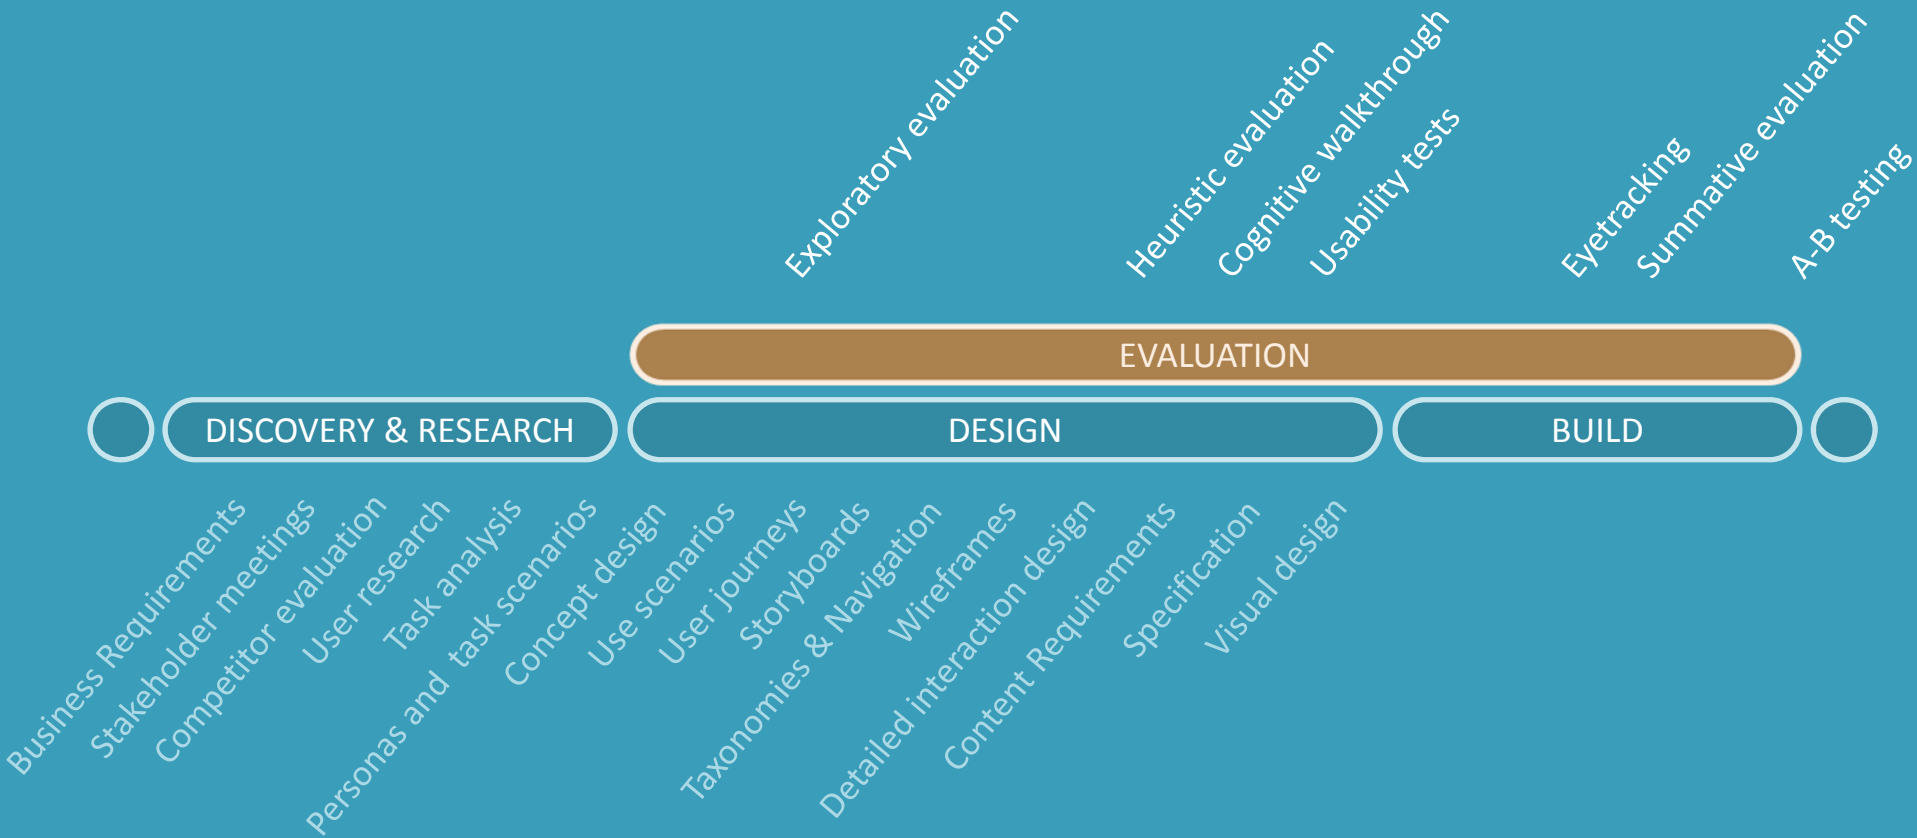 Exploratory evaluation
Heuristic evaluation
Cognitive walkthrough
Usability tests
Eyetracking
Summative evaluation
A-B testing
EVALUATION
DISCOVERY & RESEARCH
DESIGN
BUILD
Business Requirements
Stakeholder meetings
Competitor evaluation
User research
Task analysis
Personas and task scenarios
Concept design
Use scenarios
User journeys
Storyboards
Taxonomies & Navigation
Wireframes
Detailed interaction design
Content Requirements
Specification
Visual design